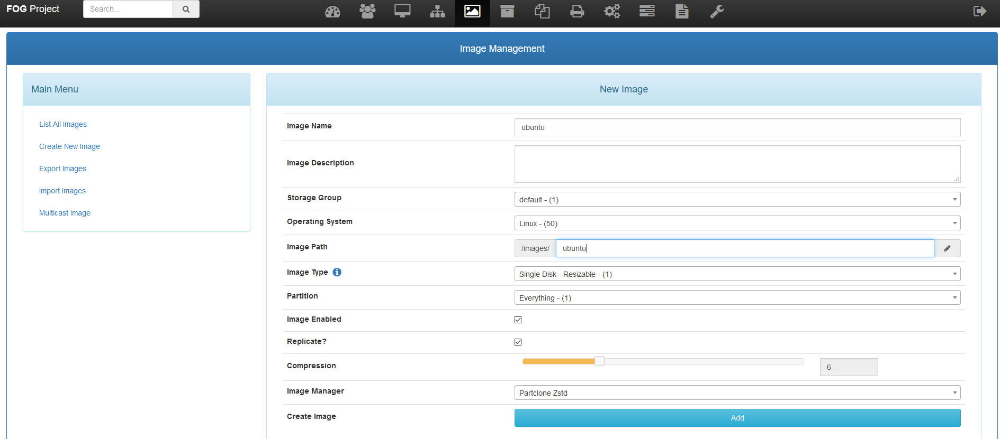 FOG Project
Search...
Image Management
Main Menu
List All Images
Create New Image
Export Images
Import Images
Multicast Image
New Image
Image Name
ubuntu
Image Description
Storage Group
default - (1)
Operating System
Linux - (50)
Image Path
/images/
ubuntu
Image Type
Single Disk - Resizable - (1)
Partition
Everything - (1)
Image Enabled
Replicate?
Compression
6
Image Manager
Partclone Zstd
Create Image
Add